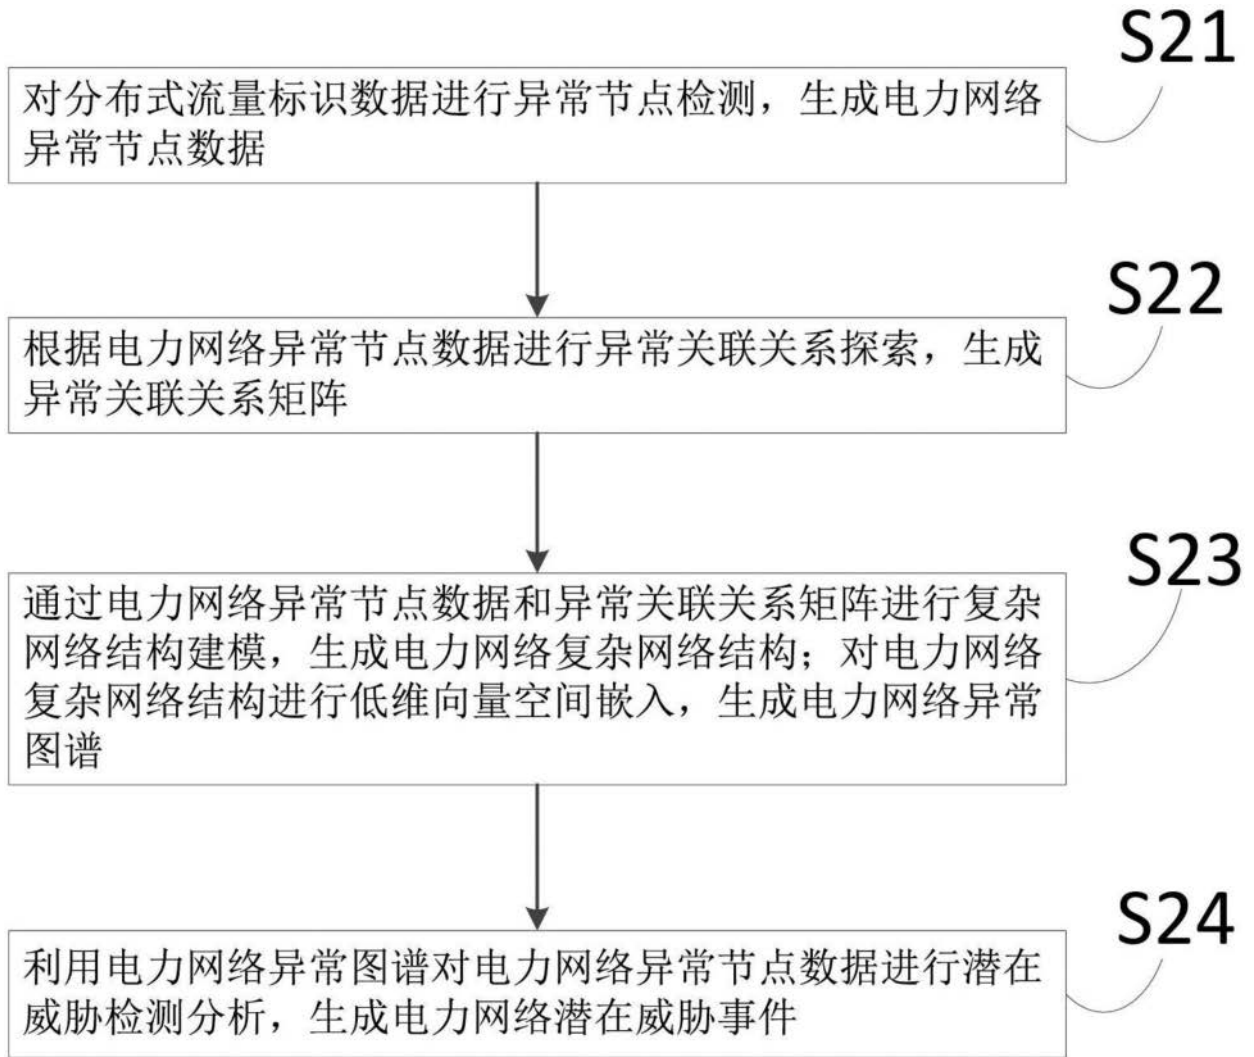 S21
对分布式流量标识数据进行异常节点检测，生成电力网络
异常节点数据
S22
根据电力网络异常节点数据进行异常关联关系探索，生成
异常关联关系矩阵
S23
通过电力网络异常节点数据和异常关联关系矩阵进行复杂
网络结构建模，生成电力网络复杂网络结构；对电力网络
复杂网络结构进行低维向量空间嵌入，生成电力网络异常
图谱
S24
利用电力网络异常图谱对电力网络异常节点数据进行潜在
威胁检测分析，生成电力网络潜在威胁事件